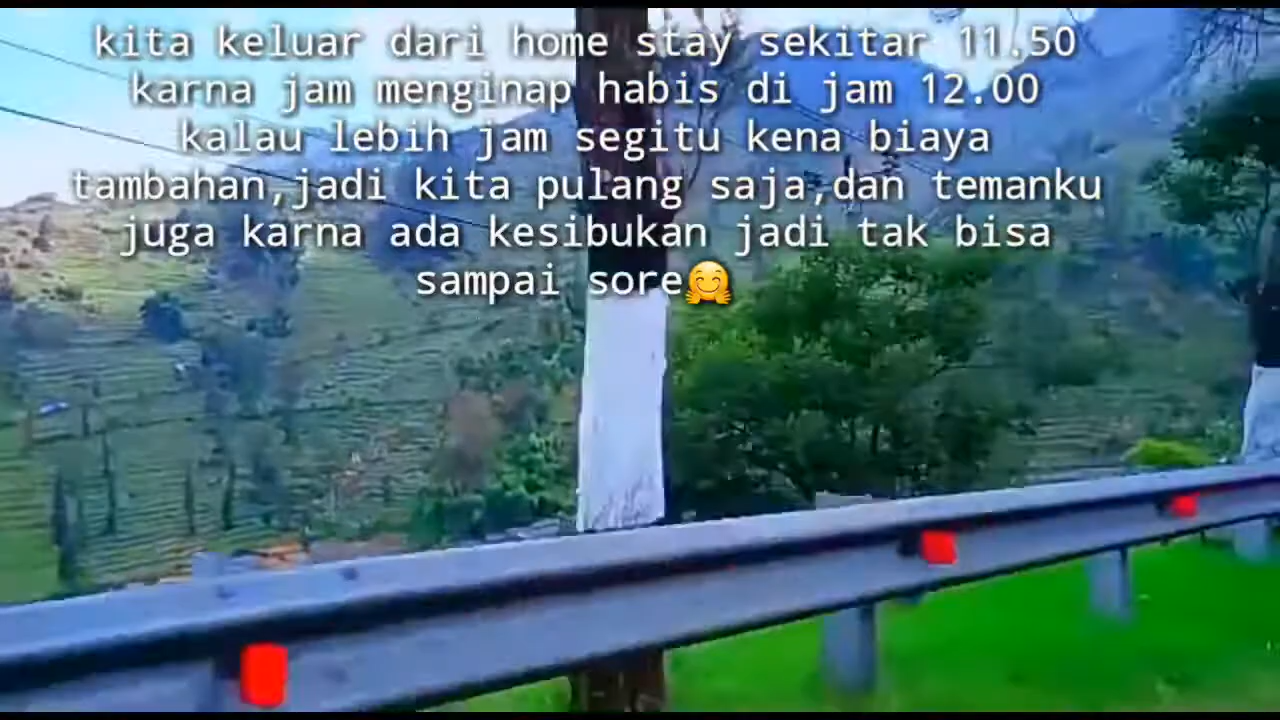 kita keluar dari home stay sekitar 11.50
karna jam menginap habis di jam 12.00
kalau lebih jam segitu kena biaya
tambahan,jadi kita pulang saja,dan temanku
juga karna ada kesibukan jadi tak bisa
sampai sore🤗